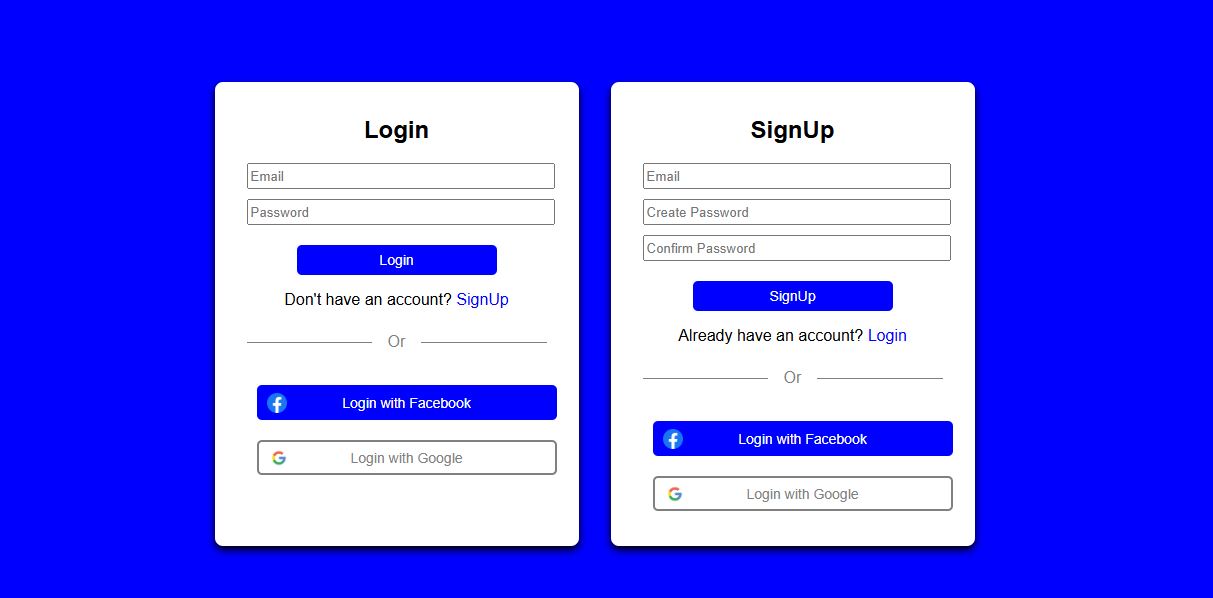 Login
Email
Password
Login
Don't have an account? SignUp
Or
Login with Facebook
Login with Google
SignUp
Email
Create Password
Confirm Password
SignUp
Already have an account? Login
Or
Login with Facebook
Login with Google